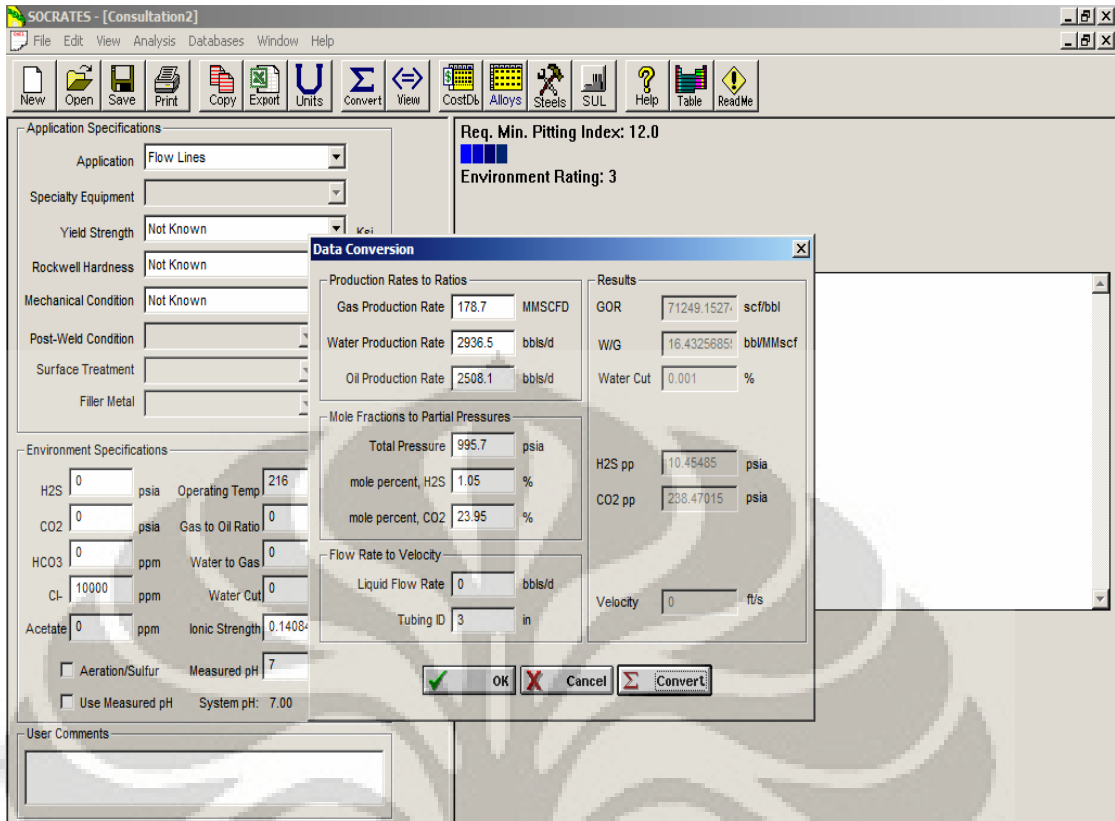 SOCRATES - [Consultation2]
File Edit View Analysis Databases Window Help
New Open Save Print Copy Export Units Convert View CostDb Alloys Steels SUL Help Table ReadMe
Application Specifications
Application Flow Lines
Specialty Equipment
Yield Strength Not Known Ksi
Rockwell Hardness Not Known
Mechanical Condition Not Known
Post-Weld Condition
Surface Treatment
Filler Metal
Environment Specifications
H2S 0 psia Operating Temp 216
CO2 0 psia Gas to Oil Ratio 0
HCO3 0 ppm Water to Gas 0
Cl- 10000 ppm Water Cut 0
Acetate 0 ppm Ionic Strength 0.1408
Aeration/Sulfur Measured pH 7
Use Measured pH System pH: 7.00
User Comments
Req. Min. Pitting Index: 12.0
Environment Rating: 3
Data Conversion
Production Rates to Ratios
Gas Production Rate 178.7 MMSCFD
Water Production Rate 2936.5 bbls/d
Oil Production Rate 2508.1 bbls/d
Mole Fractions to Partial Pressures
Total Pressure 995.7 psia
mole percent, H2S 1.05 %
mole percent, CO2 23.95 %
Flow Rate to Velocity
Liquid Flow Rate 0 bbls/d
Tubing ID 3 in
Results
GOR 71249.1527 scf/bbl
W/G 16.4325685 bbl/MMscf
Water Cut 0.001 %
H2S pp 10.45485 psia
CO2 pp 238.47015 psia
Velocity 0 ft/s
OK Cancel Convert